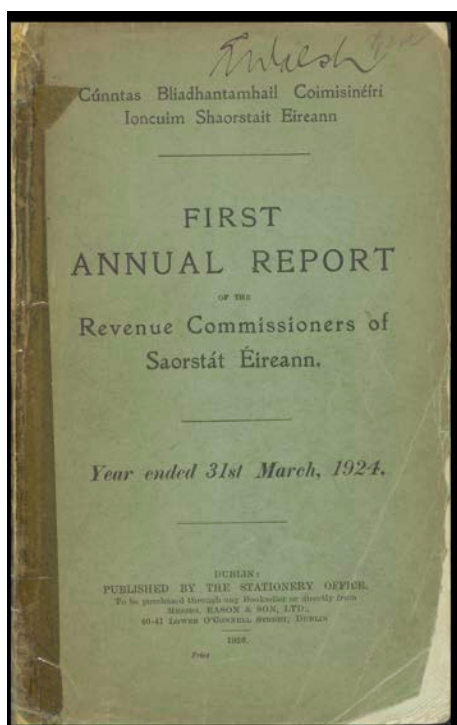 Cúnntas Bliadhantamhail Coimisinéirí
Ioncuim Shaorstait Eireann
FIRST
ANNUAL REPORT
OF THE
Revenue Commissioners of
Saorstát Éireann.
Year ended 31st March, 1924.
DUBLIN:
PUBLISHED BY THE STATIONERY OFFICE.
To be purchased through any Bookseller or directly from
MESSRS. EASON & SON, LTD.,
40-41 LOWER O'CONNELL STREET, DUBLIN
Price